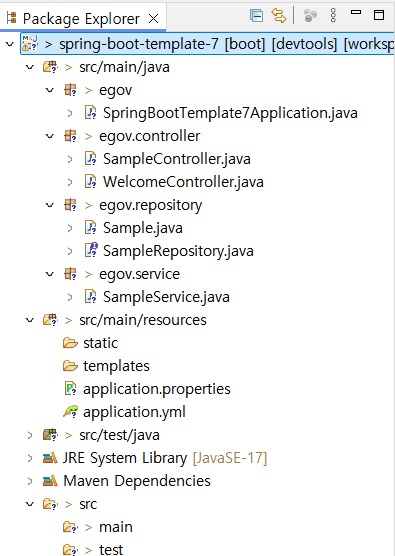 Package Explorer
> spring-boot-template-7 [boot] [devtools] [worksp
> src/main/java
> egov
> SpringBootTemplate7Application.java
> egov.controller
> SampleController.java
> WelcomeController.java
> egov.repository
> Sample.java
> SampleRepository.java
> egov.service
> SampleService.java
> src/main/resources
static
templates
application.properties
application.yml
> src/test/java
JRE System Library [JavaSE-17]
Maven Dependencies
> src
> main
> test